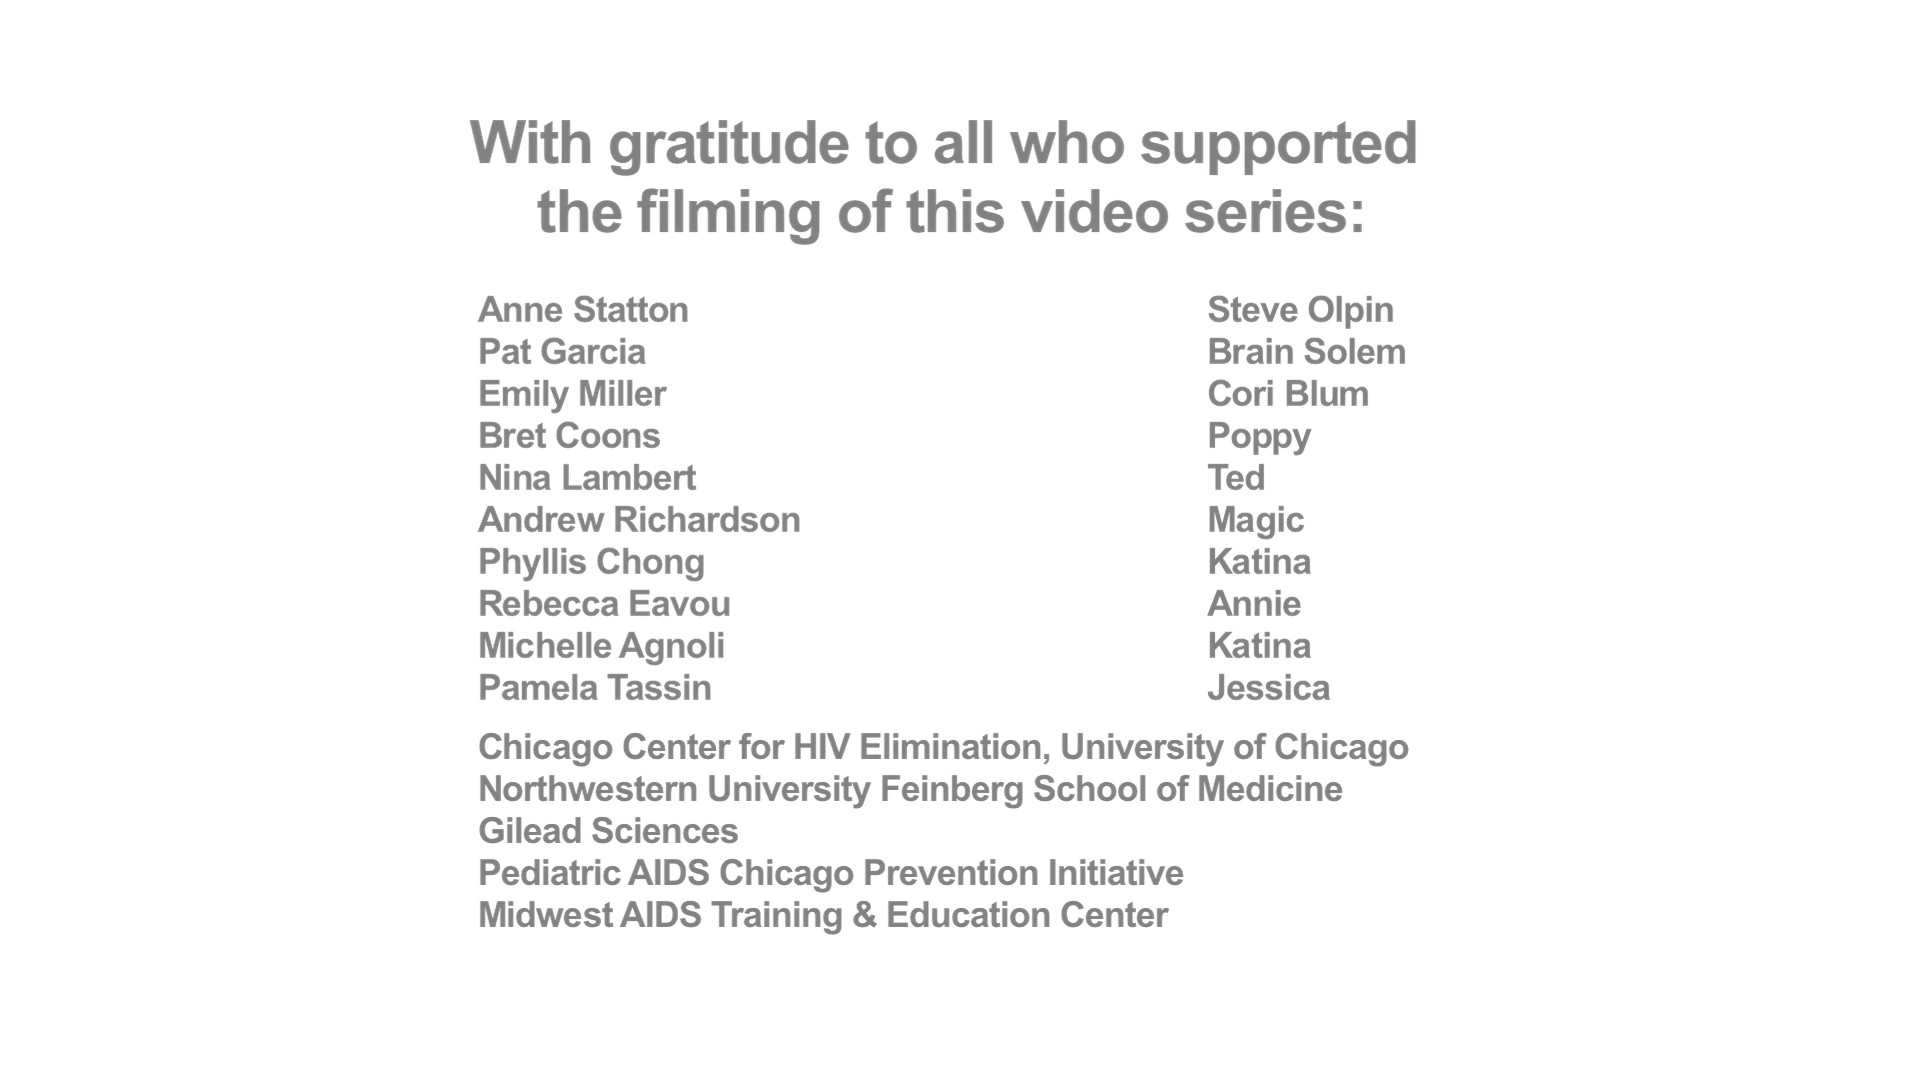 With gratitude to all who supported
the filming of this video series:
Anne Statton
Pat Garcia
Emily Miller
Bret Coons
Nina Lambert
Andrew Richardson
Phyllis Chong
Rebecca Eavou
Michelle Agnoli
Pamela Tassin
Steve Olpin
Brain Solem
Cori Blum
Poppy
Ted
Magic
Katina
Annie
Katina
Jessica
Chicago Center for HIV Elimination, University of Chicago
Northwestern University Feinberg School of Medicine
Gilead Sciences
Pediatric AIDS Chicago Prevention Initiative
Midwest AIDS Training & Education Center